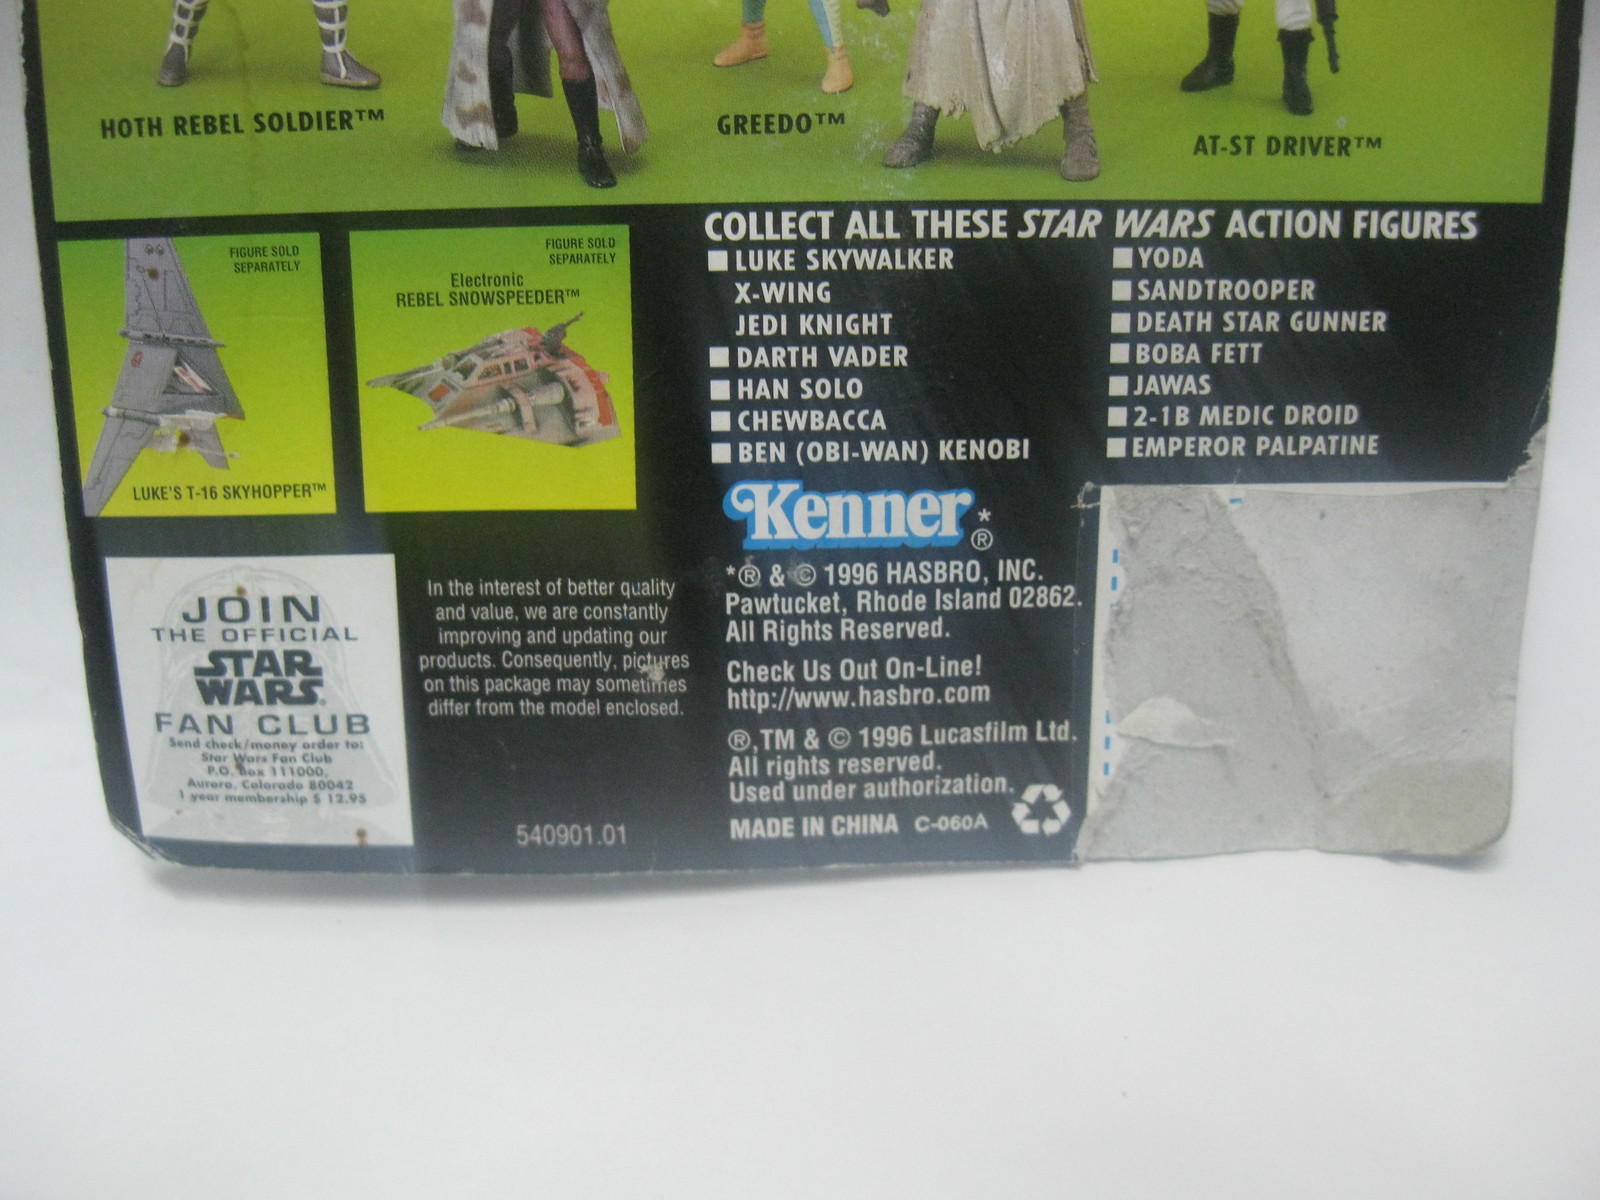 HOTH REBEL SOLDIER™
GREEDO™
AT-ST DRIVER™
FIGURE SOLD
SEPARATELY
LUKE'S T-16 SKYHOPPER™
FIGURE SOLD
SEPARATELY
Electronic
REBEL SNOWSPEEDER™
COLLECT ALL THESE STAR WARS ACTION FIGURES
LUKE SKYWALKER
X-WING
JEDI KNIGHT
DARTH VADER
HAN SOLO
CHEWBACCA
BEN (OBI-WAN) KENOBI
YODA
SANDTROOPER
DEATH STAR GUNNER
BOBA FETT
JAWAS
2-1B MEDIC DROID
EMPEROR PALPATINE
JOIN
THE OFFICIAL
STAR
WARS®
FAN CLUB
Send check/money order to:
Star Wars Fan Club
P.O. Box 111000,
Aurora, Colorado 80042
1 year membership $ 12.95
In the interest of better quality
and value, we are constantly
improving and updating our
products. Consequently, pictures
on this package may sometimes
differ from the model enclosed.
540901.01
Kenner*®
*® & © 1996 HASBRO, INC.
Pawtucket, Rhode Island 02862.
All Rights Reserved.
Check Us Out On-Line!
http://www.hasbro.com
®,TM & © 1996 Lucasfilm Ltd.
All rights reserved.
Used under authorization.
MADE IN CHINA C-060A